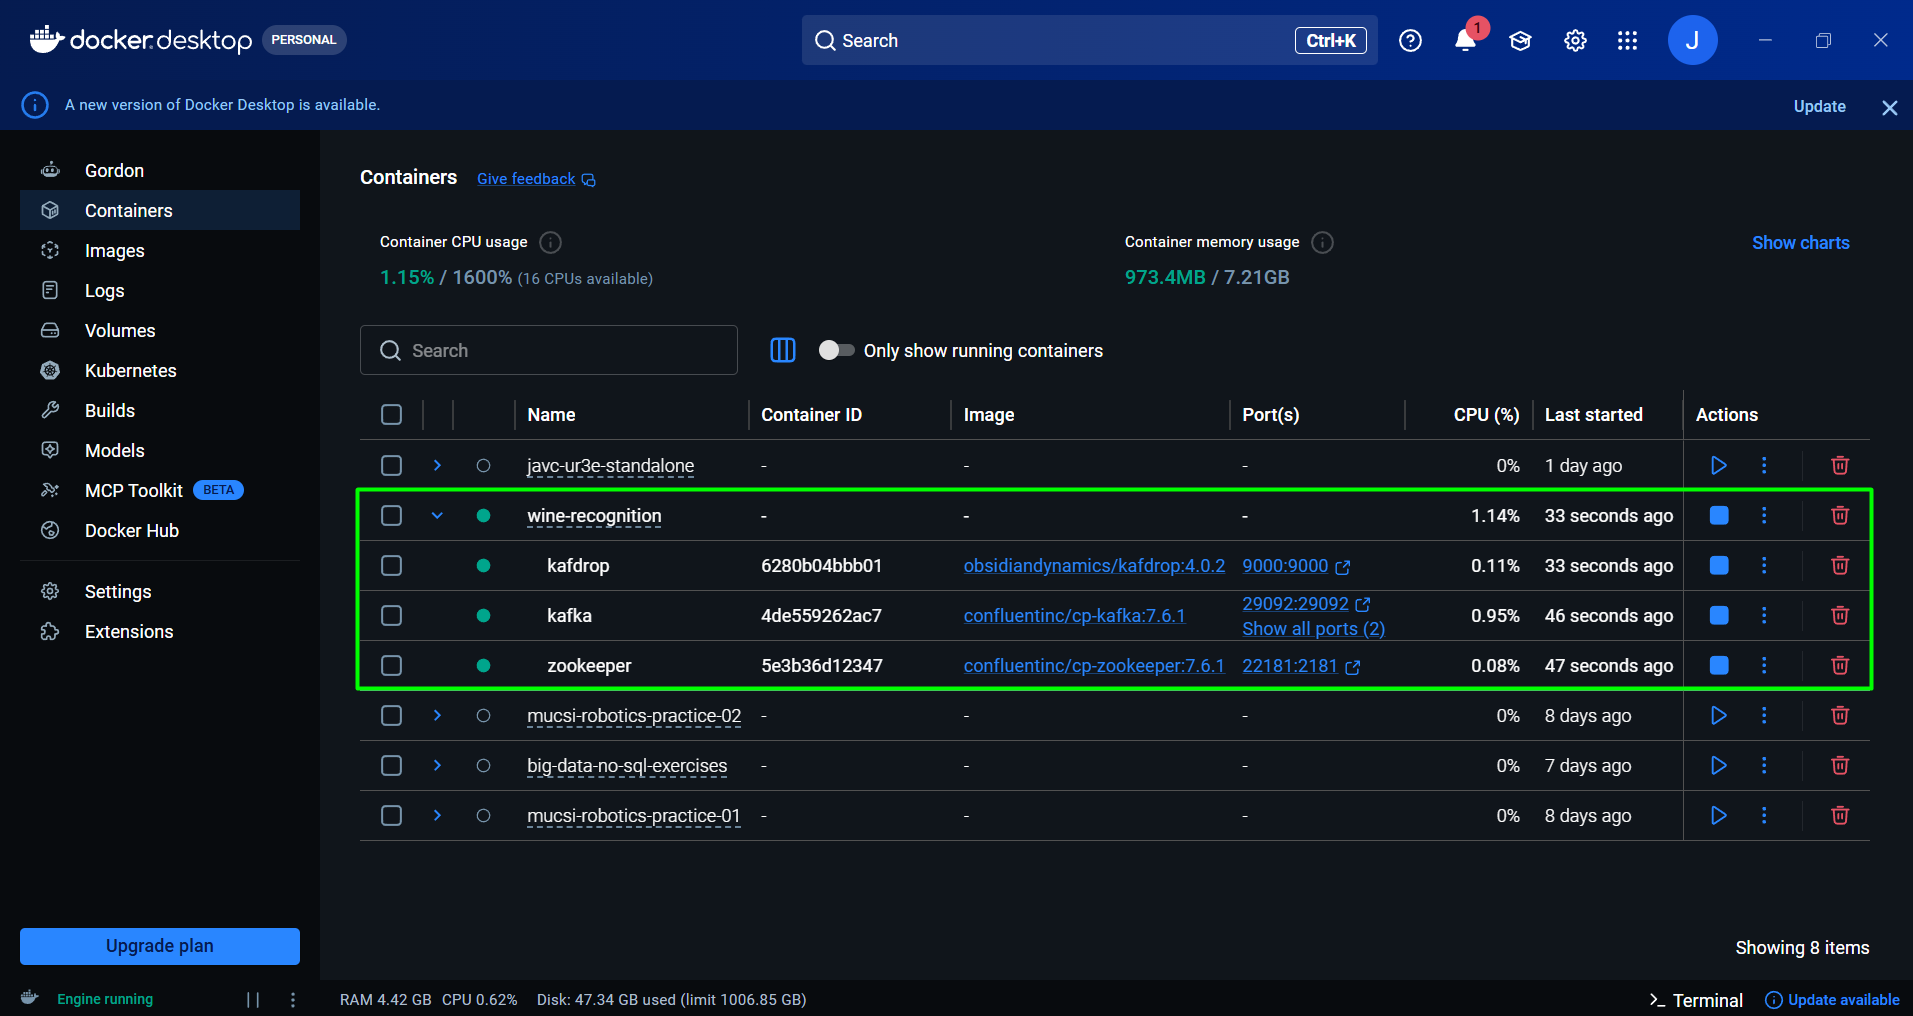 docker.desktop PERSONAL
Search Ctrl+K
1
J
A new version of Docker Desktop is available. Update
Gordon
Containers
Images
Logs
Volumes
Kubernetes
Builds
Models
MCP Toolkit BETA
Docker Hub
Settings
Extensions
Upgrade plan
Containers Give feedback
Container CPU usage
1.15% / 1600% (16 CPUs available)
Container memory usage
973.4MB / 7.21GB
Show charts
Search
Only show running containers
Name Container ID Image Port(s) CPU (%) Last started Actions
javc-ur3e-standalone - - - 0% 1 day ago
wine-recognition - - - 1.14% 33 seconds ago
kafdrop 6280b04bbb01 obsidiandynamics/kafdrop:4.0.2 9000:9000 0.11% 33 seconds ago
kafka 4de559262ac7 confluentinc/cp-kafka:7.6.1 29092:29092 0.95% 46 seconds ago
Show all ports (2)
zookeeper 5e3b36d12347 confluentinc/cp-zookeeper:7.6.1 22181:2181 0.08% 47 seconds ago
mucsi-robotics-practice-02 - - - 0% 8 days ago
big-data-no-sql-exercises - - - 0% 7 days ago
mucsi-robotics-practice-01 - - - 0% 8 days ago
Showing 8 items
Engine running
RAM 4.42 GB CPU 0.62% Disk: 47.34 GB used (limit 1006.85 GB)
>_ Terminal Update available